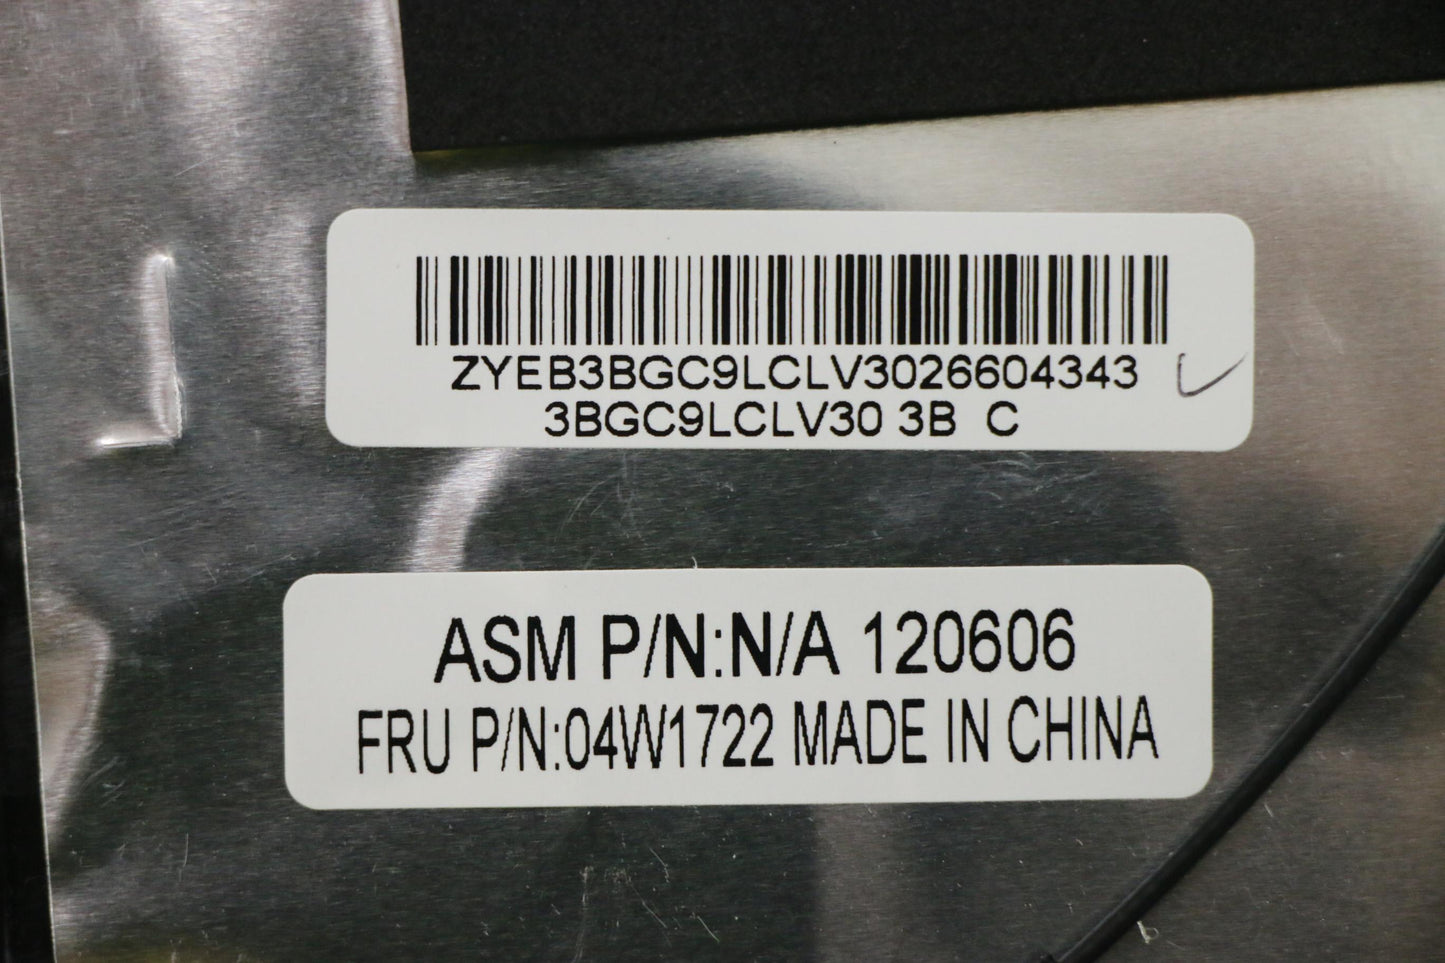 ZYEB3BGC9LCLV3026604343
3BGC9LCLV30 3B C
ASM P/N:N/A 120606
FRU P/N:04W1722 MADE IN CHINA